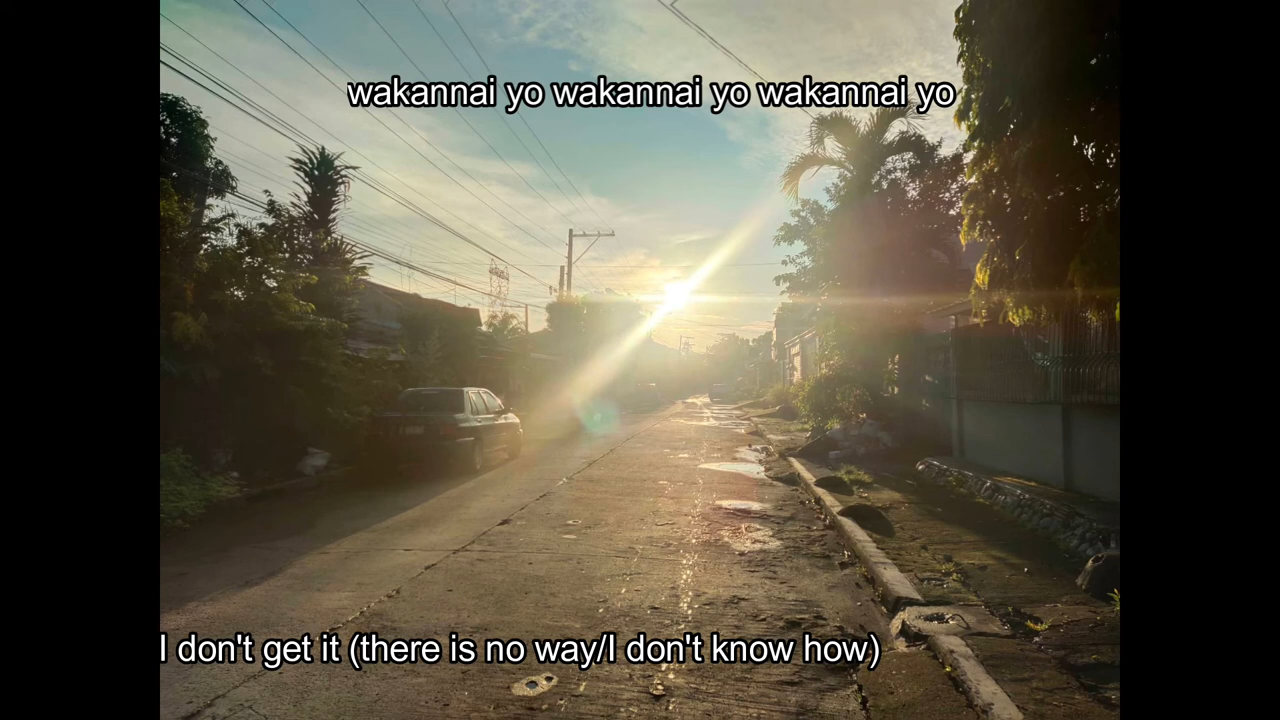 wakannai yo wakannai yo wakannai yo
I don't get it (there is no way/I don't know how)